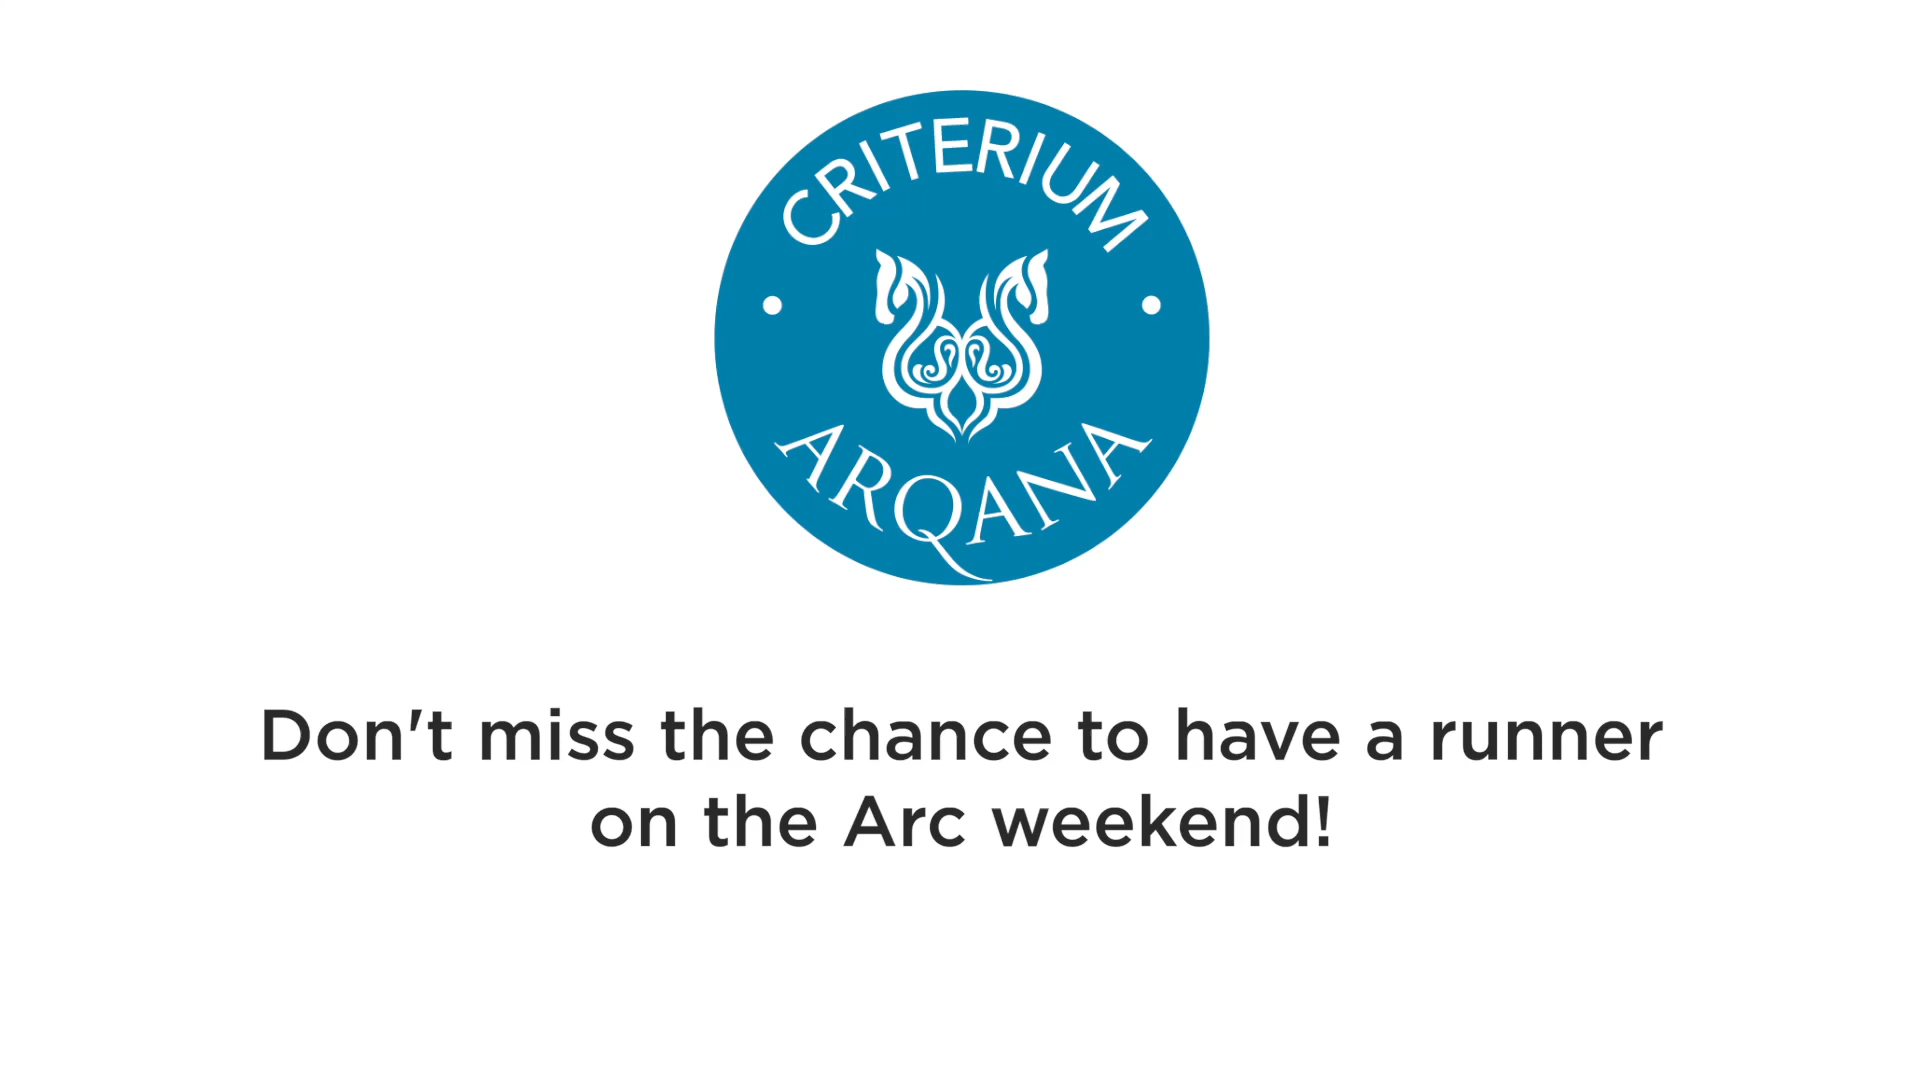 CRITERIUM
ARQANA
Don't miss the chance to have a runner
on the Arc weekend!